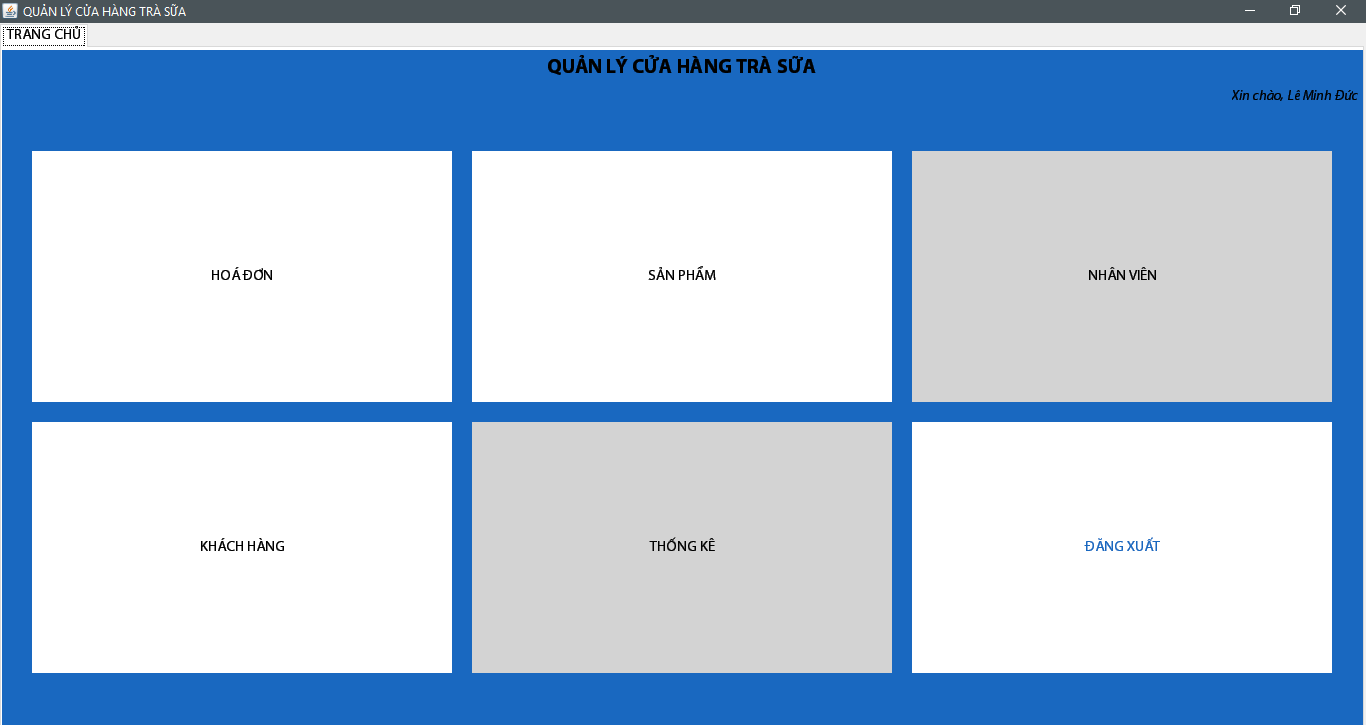 QUẢN LÝ CỬA HÀNG TRÀ SỮA
TRANG CHỦ
QUẢN LÝ CỬA HÀNG TRÀ SỮA
Xin chào, Lê Minh Đức
HOÁ ĐƠN
SẢN PHẨM
NHÂN VIÊN
KHÁCH HÀNG
THỐNG KÊ
ĐĂNG XUẤT